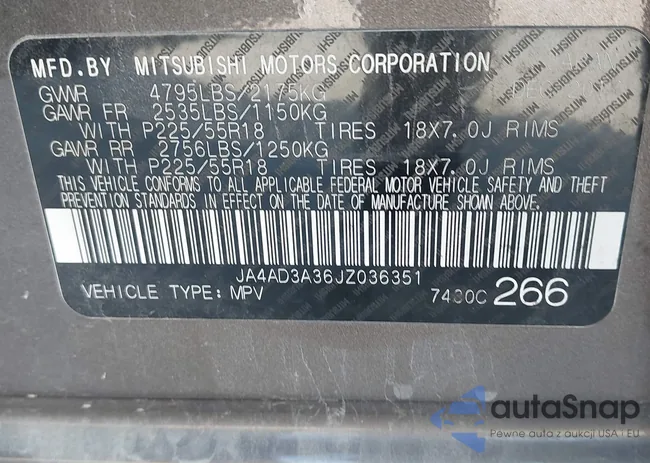 MFD.BY MITSUBISHI MOTORS CORPORATION
GVWR 4795LBS/2175KG
GAWR FR 2535LBS/1150KG
WITH P225/55R18 TIRES 18X7.0J RIMS
GAWR RR 2756LBS/1250KG
WITH P225/55R18 TIRES 18X7.0J RIMS
THIS VEHICLE CONFORMS TO ALL APPLICABLE FEDERAL MOTOR VEHICLE SAFETY AND THEFT
PREVENTION STANDARDS IN EFFECT ON THE DATE OF MANUFACTURE SHOWN ABOVE.
JA4AD3A36JZ036351
VEHICLE TYPE: MPV 7400C 266
autaSnap
Pewne auta z aukcji USA i EU